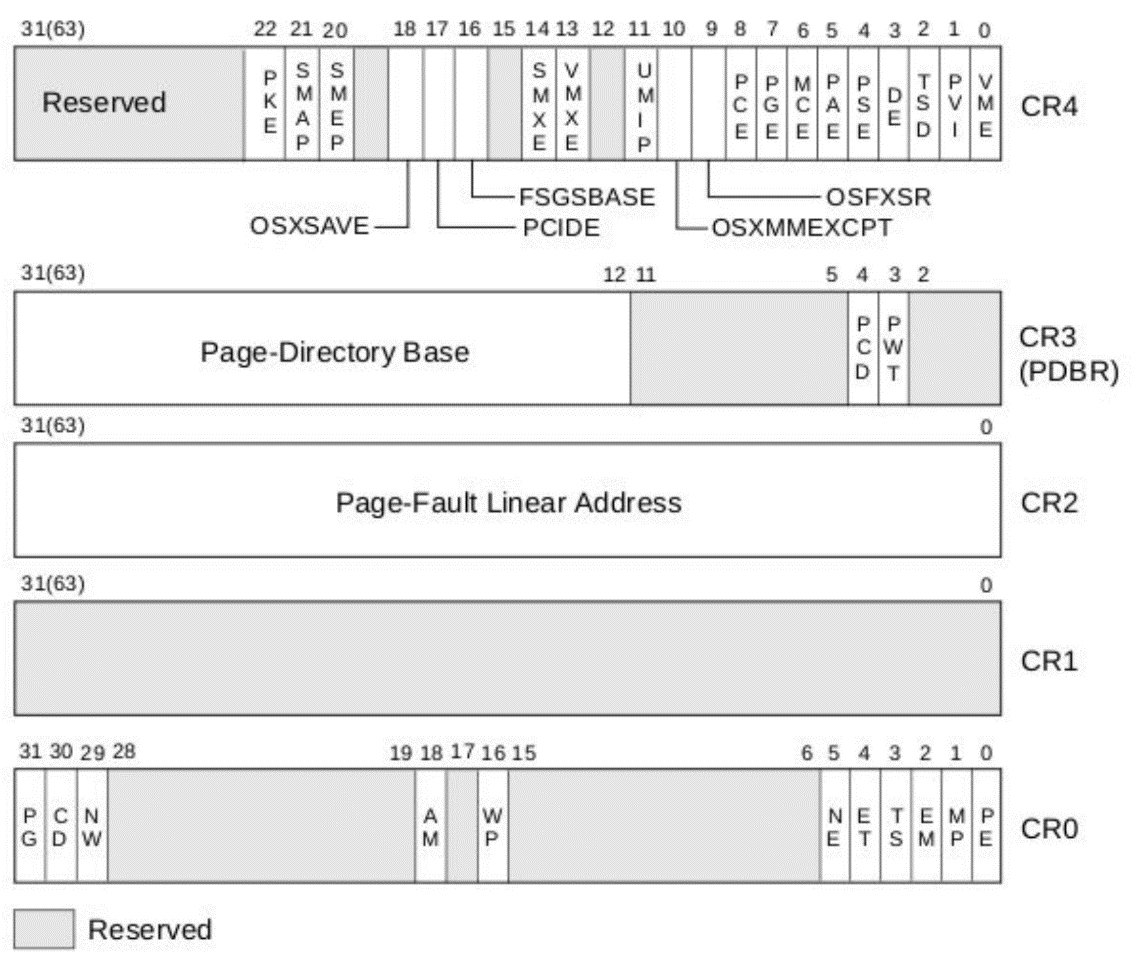 31(63) 22 21 20 18 17 16 15 14 13 12 11 10 9 8 7 6 5 4 3 2 1 0
Reserved PKE SMAP SMEP SMXE VMXE UMIP PCE PGE MCE PAE PSE DE TSD PVI VME CR4
FSGSBASE OSFXSR
OSXSAVE PCIDE OSXMMEXCPT
31(63) 12 11 5 4 3 2
Page-Directory Base PCD PWT CR3
(PDBR)
31(63) 0
Page-Fault Linear Address CR2
31(63) 0
CR1
31 30 29 28 19 18 17 16 15 6 5 4 3 2 1 0
PG CD NW AM WP NE ET TS EM MP PE CR0
Reserved